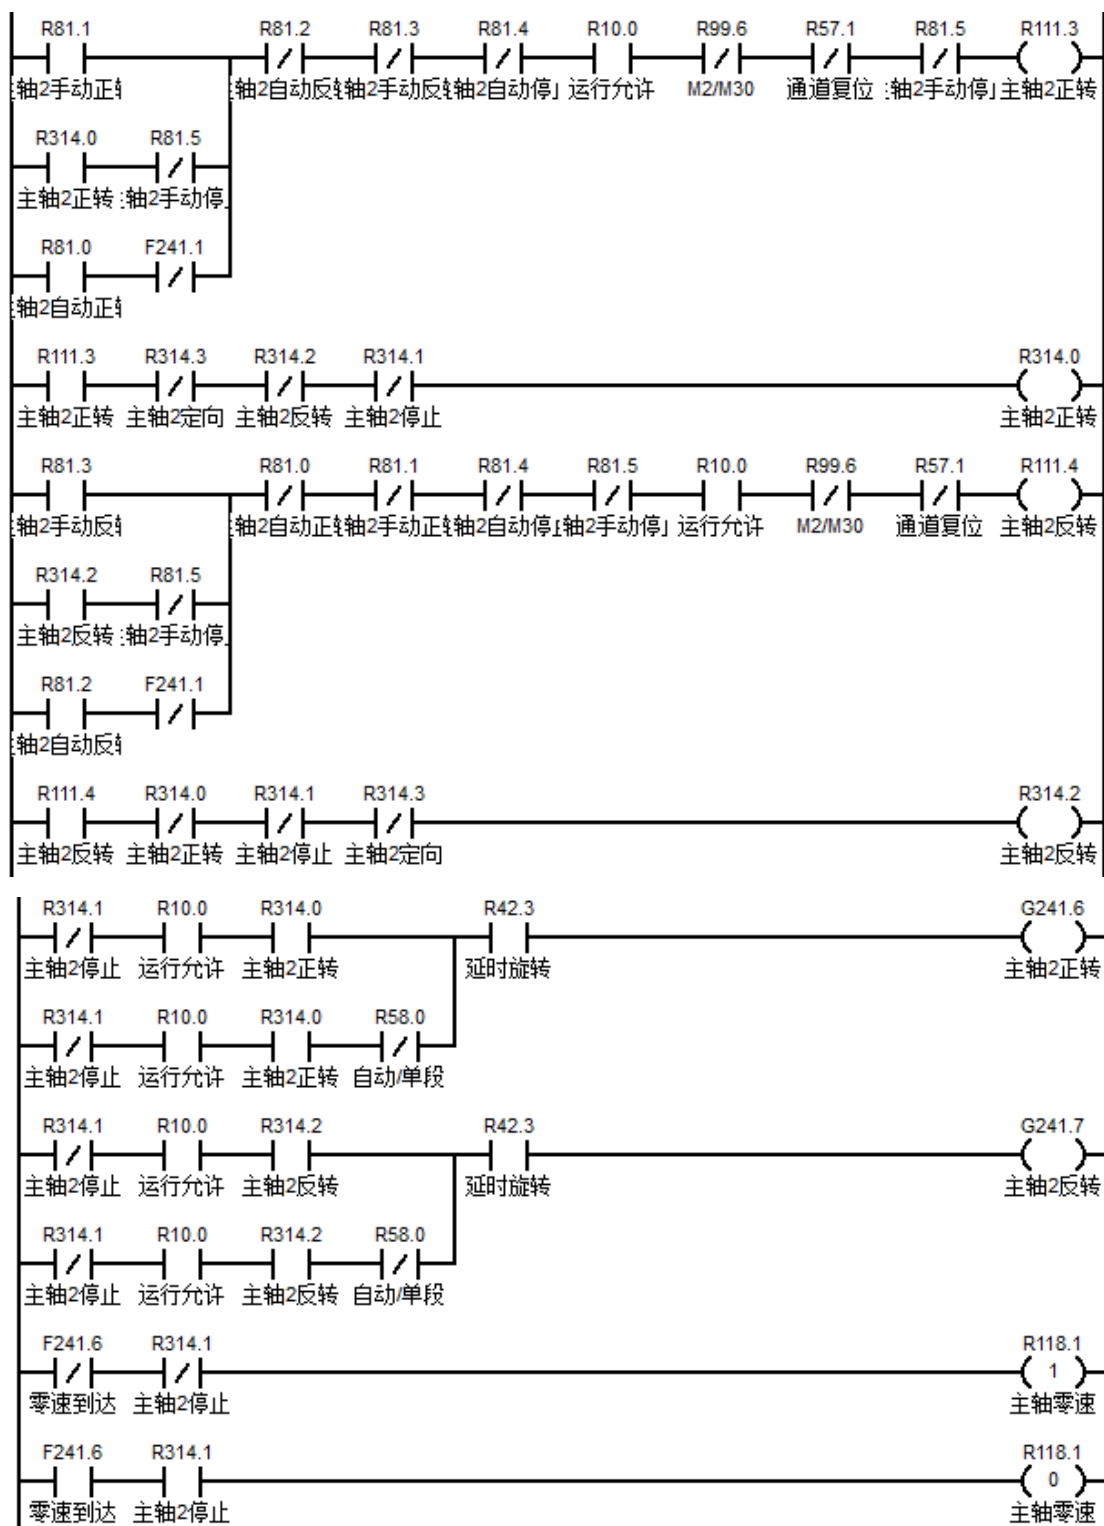 R81.1 R81.2 R81.3 R81.4 R10.0 R99.6 R57.1 R81.5 R111.3
轴2手动正 轴2自动反 轴2手动反 轴2自动停 运行允许 M2/M30 通道复位 轴2手动停 主轴2正转
R314.0 R81.5
主轴2正转 轴2手动停
R81.0 F241.1
轴2自动正
R111.3 R314.3 R314.2 R314.1 R314.0
主轴2正转 主轴2定向 主轴2反转 主轴2停止 主轴2正转
R81.3 R81.0 R81.1 R81.4 R81.5 R10.0 R99.6 R57.1 R111.4
轴2手动反 轴2自动正 轴2手动正 轴2自动停 轴2手动停 运行允许 M2/M30 通道复位 主轴2反转
R314.2 R81.5
主轴2反转 轴2手动停
R81.2 F241.1
轴2自动反
R111.4 R314.0 R314.1 R314.3 R314.2
主轴2反转 主轴2正转 主轴2停止 主轴2定向 主轴2反转
R314.1 R10.0 R314.0 R42.3 G241.6
主轴2停止 运行允许 主轴2正转 延时旋转 主轴2正转
R314.1 R10.0 R314.0 R58.0
主轴2停止 运行允许 主轴2正转 自动/单段
R314.1 R10.0 R314.2 R42.3 G241.7
主轴2停止 运行允许 主轴2反转 延时旋转 主轴2反转
R314.1 R10.0 R314.2 R58.0
主轴2停止 运行允许 主轴2反转 自动/单段
F241.6 R314.1 R118.1
1
零速到达 主轴2停止 主轴零速
F241.6 R314.1 R118.1
0
零速到达 主轴2停止 主轴零速